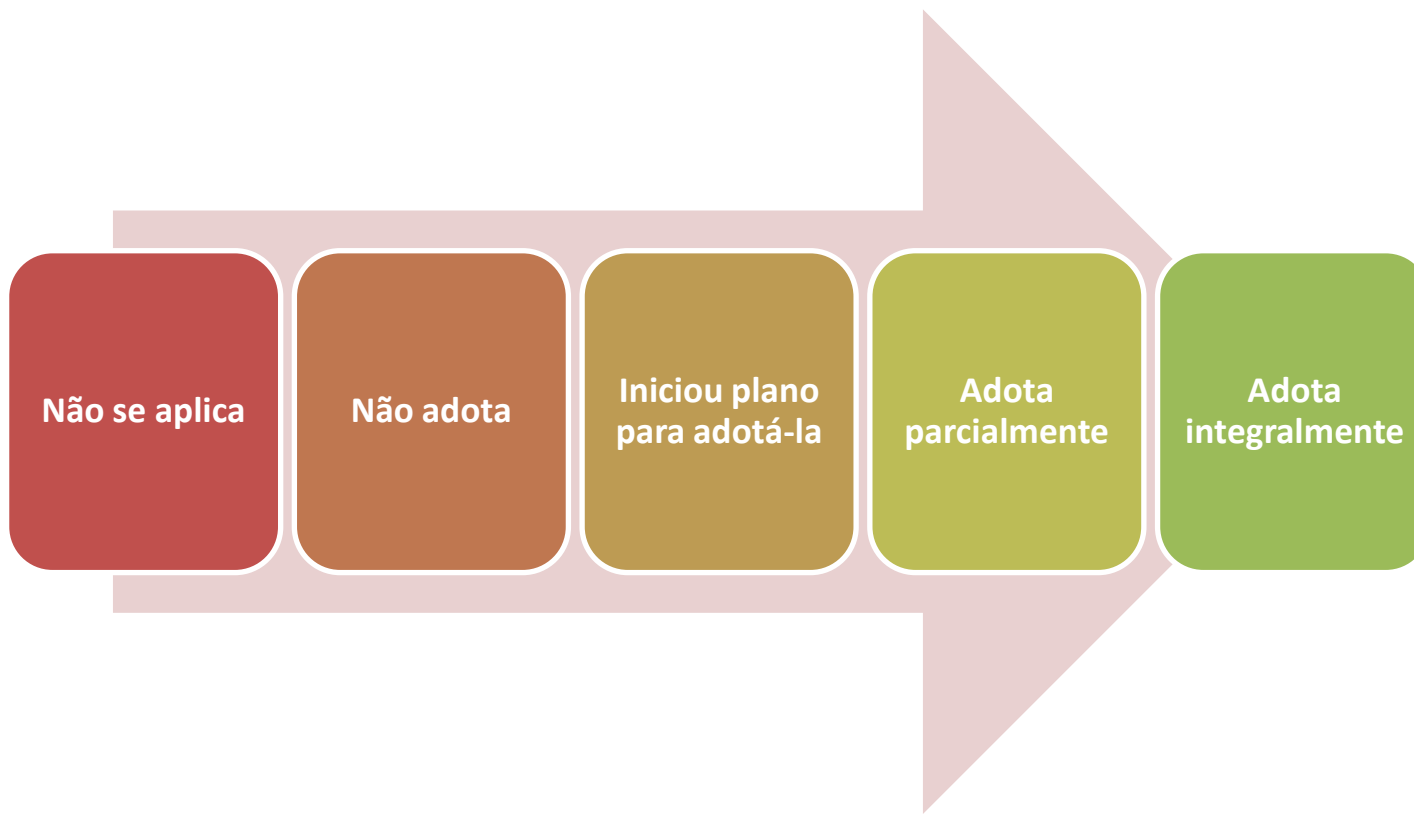 Não se aplica
Não adota
Iniciou plano
para adotá-la
Adota
parcialmente
Adota
integralmente